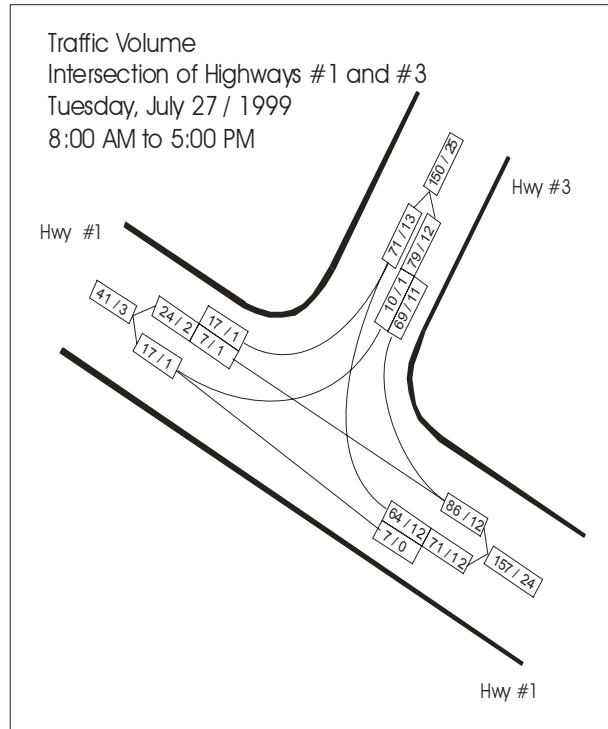 Traffic Volume
Intersection of Highways #1 and #3
Tuesday, July 27 / 1999
8:00 AM to 5:00 PM
150 / 25
Hwy #3
71 / 13
79 / 12
Hwy #1
10 / 1
69 / 11
41 / 3
24 / 2
17 / 1
7 / 1
17 / 1
86 / 12
64 / 12
71 / 12
7 / 0
157 / 24
Hwy #1